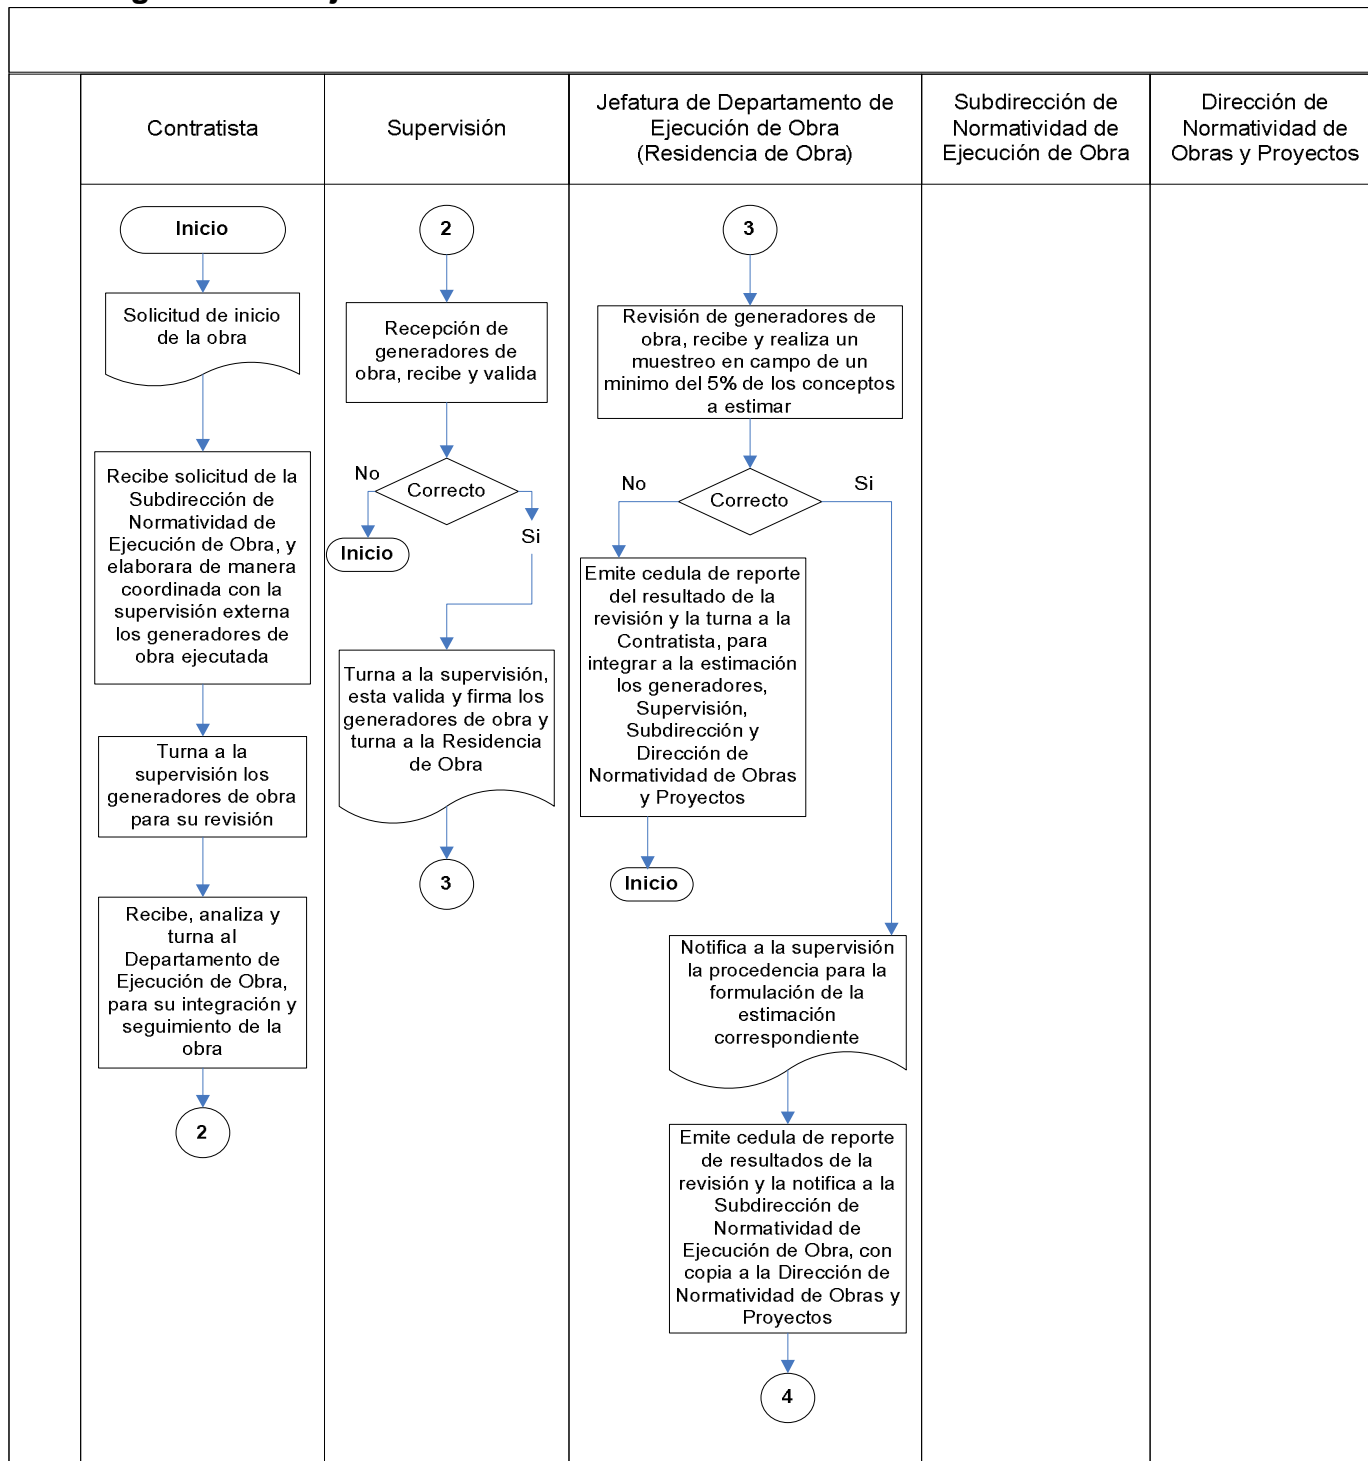 Contratista
Supervisión
Jefatura de Departamento de
Ejecución de Obra
(Residencia de Obra)
Subdirección de
Normatividad de
Ejecución de Obra
Dirección de
Normatividad de
Obras y Proyectos
Inicio
Solicitud de inicio
de la obra
Recibe solicitud de la
Subdirección de
Normatividad de
Ejecución de Obra, y
elaborara de manera
coordinada con la
supervisión externa
los generadores de
obra ejecutada
Turna a la
supervisión los
generadores de obra
para su revisión
Recibe, analiza y
turna al
Departamento de
Ejecución de Obra,
para su integración y
seguimiento de la
obra
2
2
Recepción de
generadores de
obra, recibe y valida
No
Correcto
Si
Inicio
Turna a la supervisión,
esta valida y firma los
generadores de obra y
turna a la Residencia
de Obra
3
3
Revisión de generadores de
obra, recibe y realiza un
muestreo en campo de un
minimo del 5% de los conceptos
a estimar
No
Correcto
Si
Emite cedula de reporte
del resultado de la
revisión y la turna a la
Contratista, para
integrar a la estimación
los generadores,
Supervisión,
Subdirección y
Dirección de
Normatividad de Obras
y Proyectos
Inicio
Notifica a la supervisión
la procedencia para la
formulación de la
estimación
correspondiente
Emite cedula de reporte
de resultados de la
revisión y la notifica a la
Subdirección de
Normatividad de
Ejecución de Obra, con
copia a la Dirección de
Normatividad de Obras y
Proyectos
4